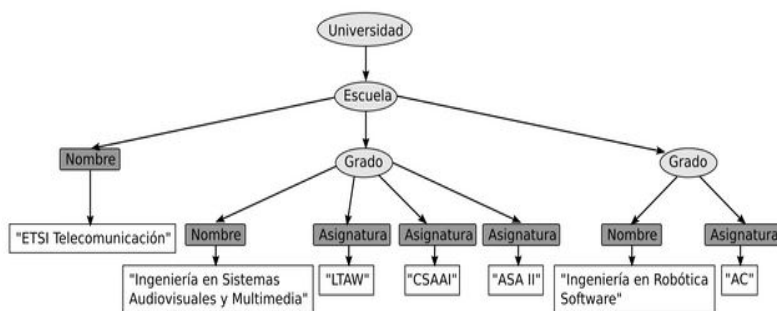 Universidad
Escuela
Nombre
Grado
Grado
"ETSI Telecomunicación"
Nombre
Asignatura
Asignatura
Asignatura
Nombre
Asignatura
"Ingeniería en Sistemas
Audiovisuales y Multimedia"
"LTAW"
"CSAAI"
"ASA II"
"Ingeniería en Robótica
Software"
"AC"